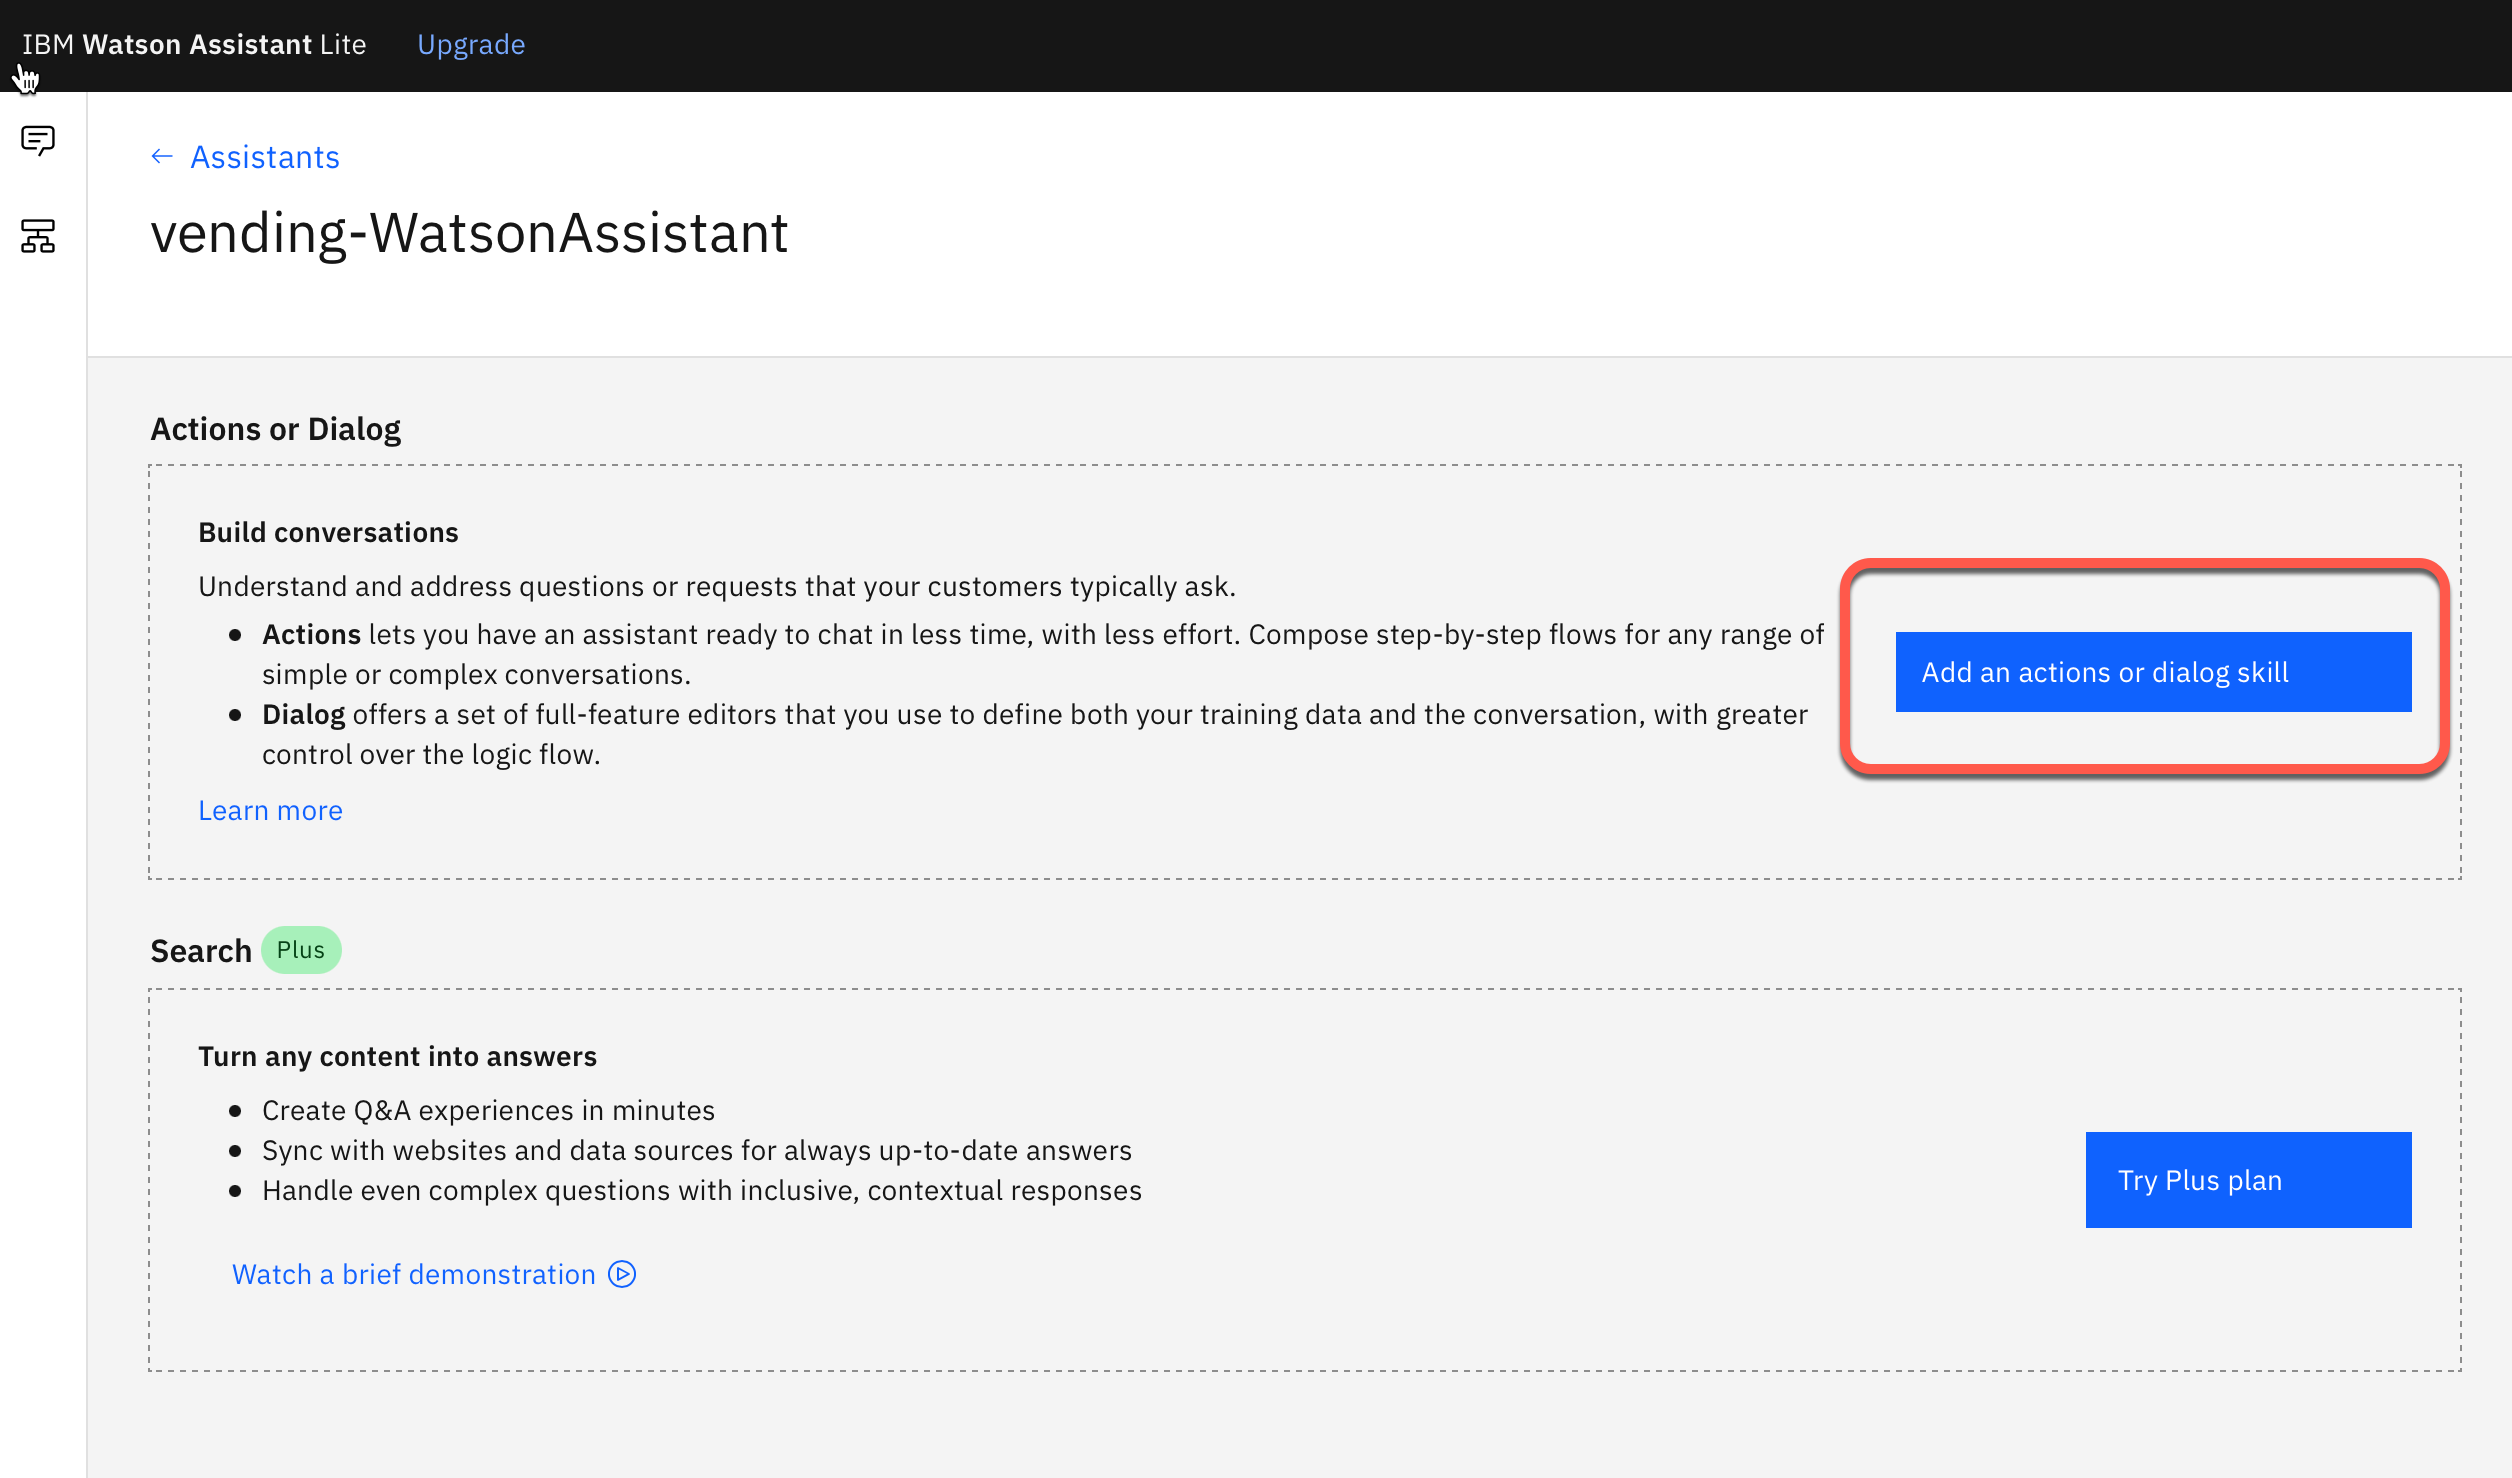 IBM Watson Assistant Lite Upgrade
← Assistants
vending-WatsonAssistant
Actions or Dialog
Build conversations
Understand and address questions or requests that your customers typically ask.
Actions lets you have an assistant ready to chat in less time, with less effort. Compose step-by-step flows for any range of
simple or complex conversations.
Dialog offers a set of full-feature editors that you use to define both your training data and the conversation, with greater
control over the logic flow.
Learn more
Add an actions or dialog skill
Search Plus
Turn any content into answers
Create Q&A experiences in minutes
Sync with websites and data sources for always up-to-date answers
Handle even complex questions with inclusive, contextual responses
Watch a brief demonstration
Try Plus plan